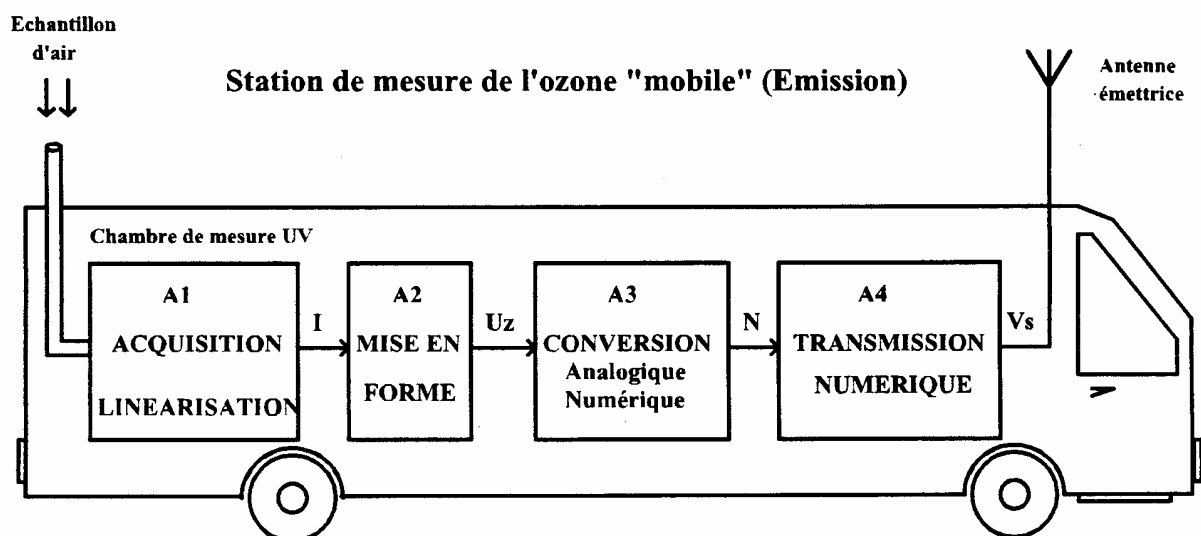 Echantillon
d'air
Station de mesure de l'ozone "mobile" (Emission)
Antenne
émettrice
Chambre de mesure UV
A1
ACQUISITION
LINEARISATION
I
A2
MISE EN
FORME
Uz
A3
CONVERSION
Analogique
Numérique
N
A4
TRANSMISSION
NUMERIQUE
Vs